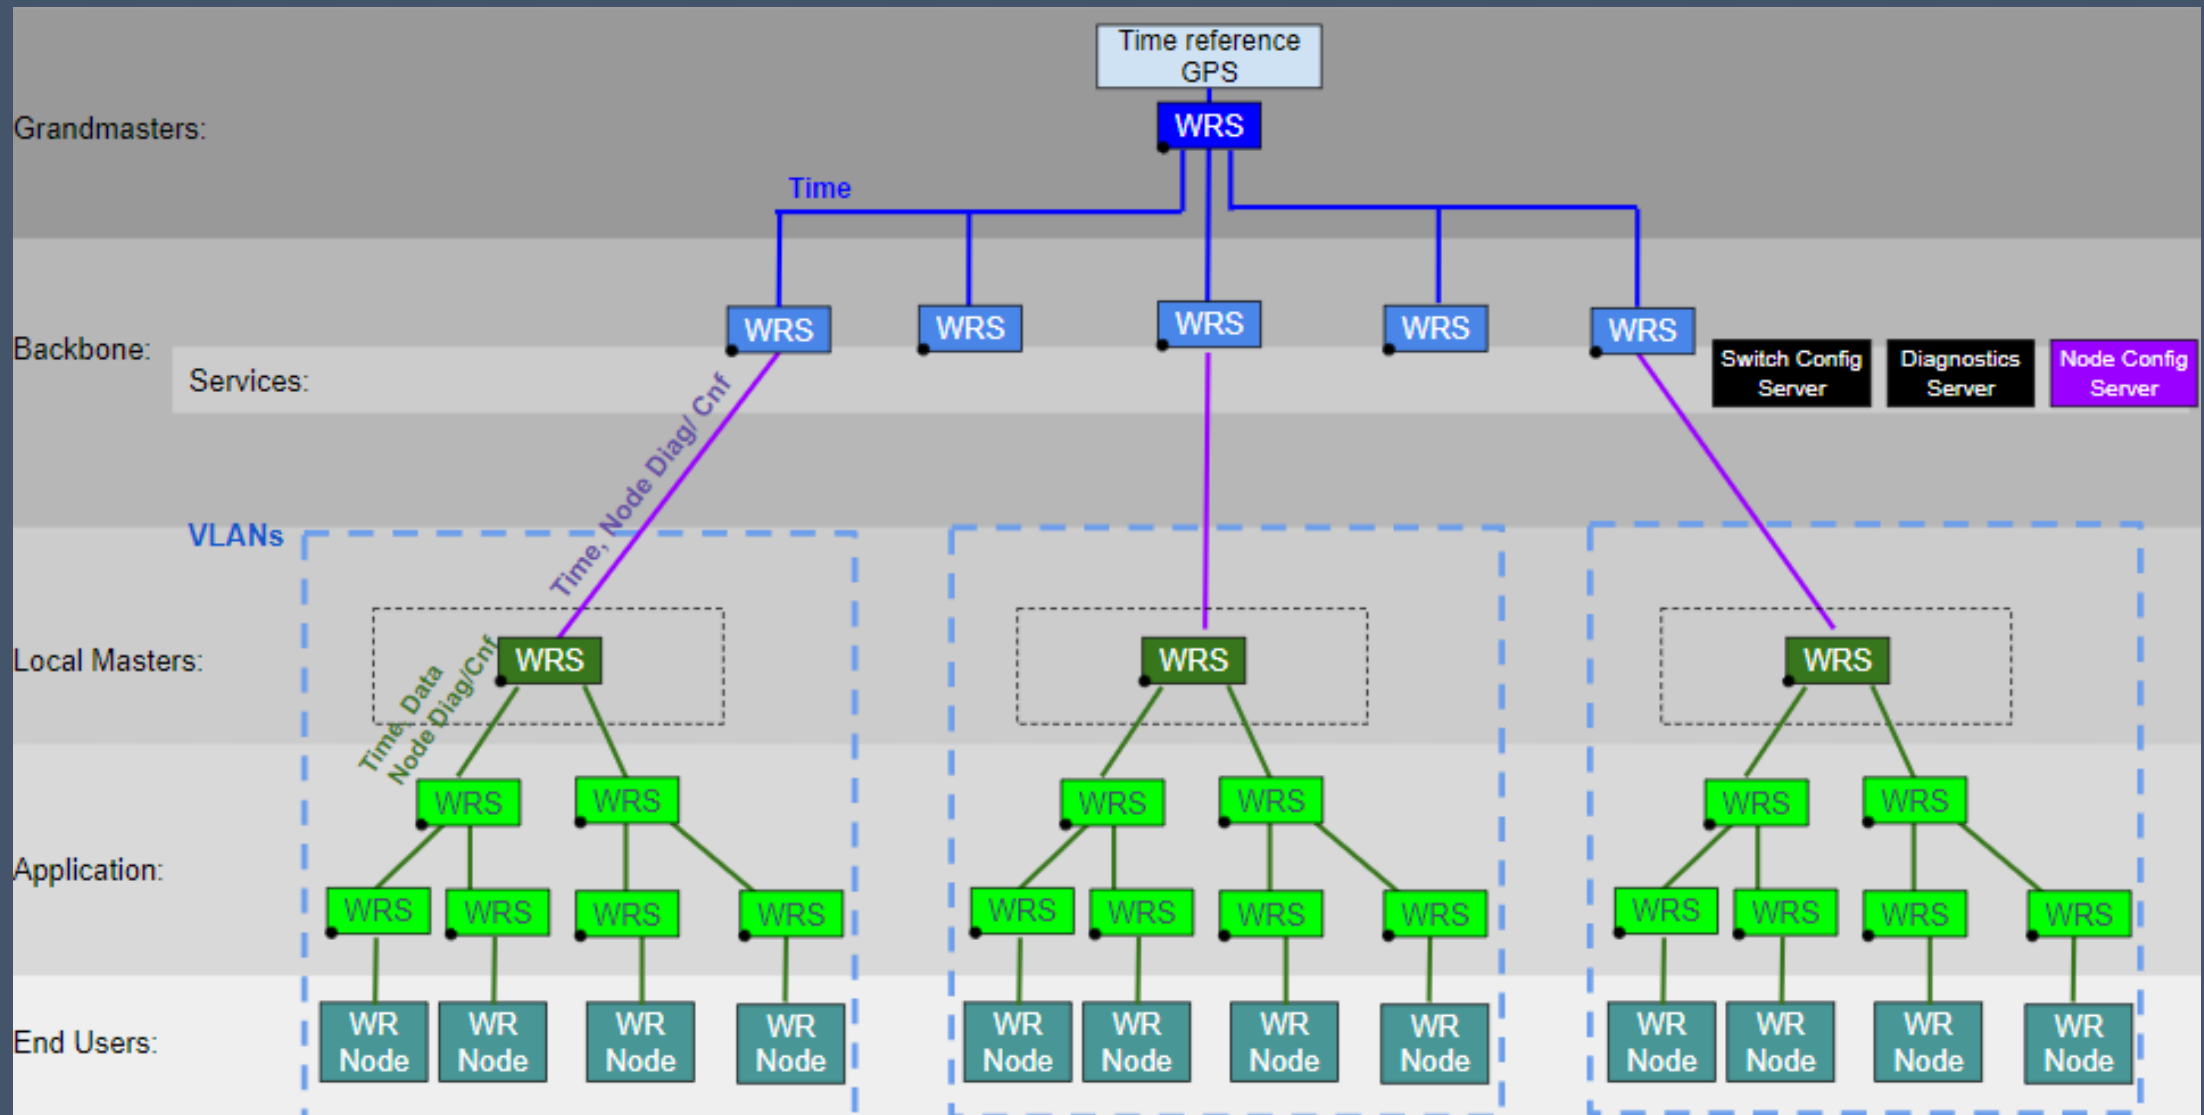 Time reference
GPS
Grandmasters:
WRS
Time
WRS
WRS
WRS
WRS
WRS
Backbone:
Services:
Switch Config
Server
Diagnostics
Server
Node Config
Server
Time, Node Diag/ Cnf
VLANs
Local Masters:
WRS
WRS
WRS
Time, Data
Node Diag/Cnf
WRS
WRS
WRS
WRS
WRS
WRS
Application:
WRS
WRS
WRS
WRS
WRS
WRS
WRS
WRS
WRS
WRS
WRS
WRS
End Users:
WR
Node
WR
Node
WR
Node
WR
Node
WR
Node
WR
Node
WR
Node
WR
Node
WR
Node
WR
Node
WR
Node
WR
Node